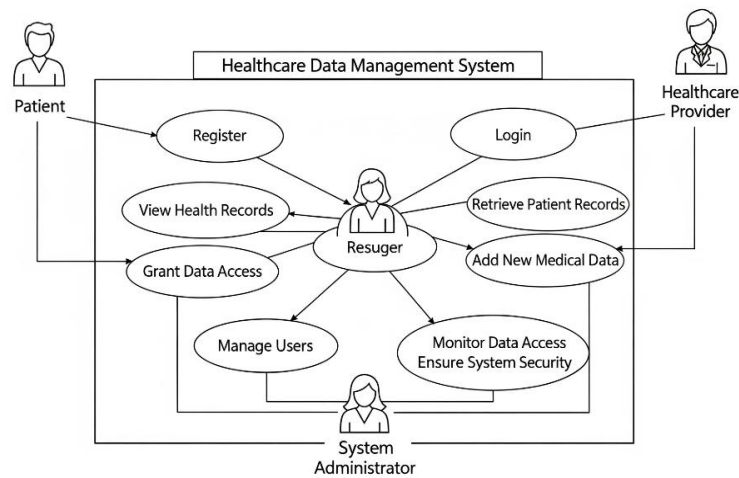 Healthcare Data Management System
Patient
Healthcare
Provider
Register
Login
View Health Records
Retrieve Patient Records
Resuger
Grant Data Access
Add New Medical Data
Manage Users
Monitor Data Access
Ensure System Security
System
Administrator